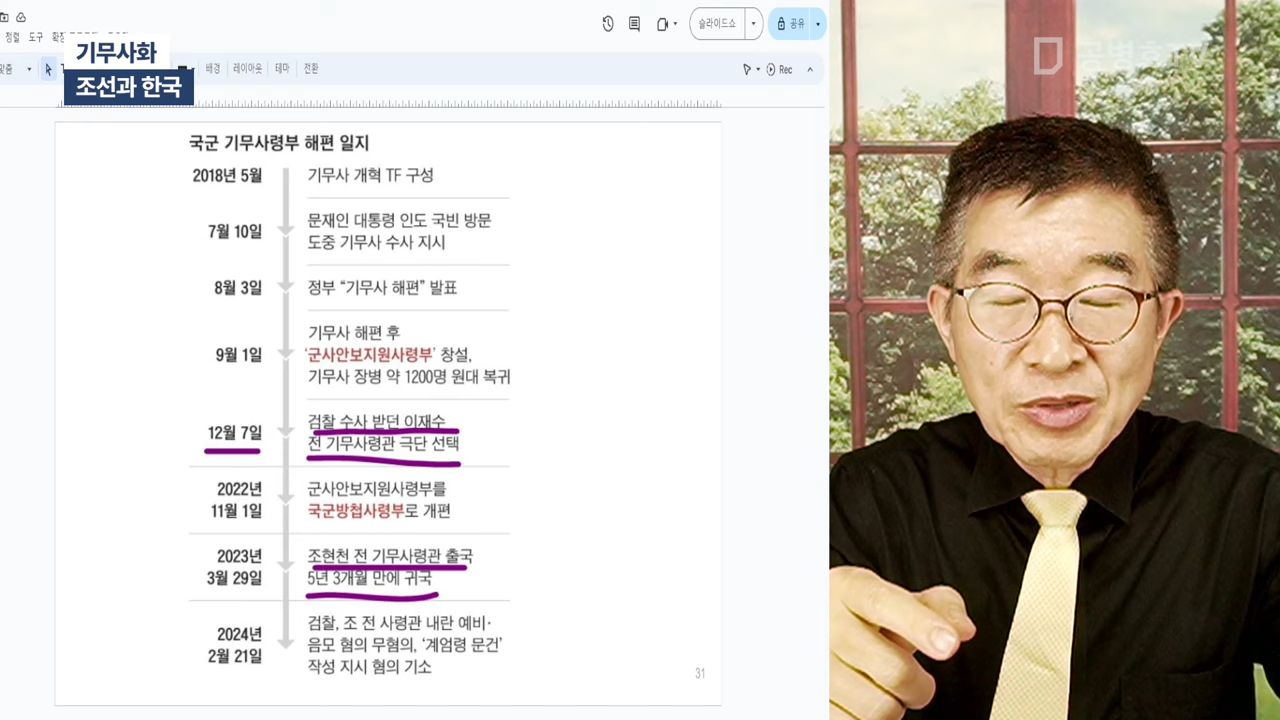 정렬 도구
기무사화
조선과 한국
슬라이드쇼
공유
맞춤
배경
레이아웃
테마
전환
Rec
공병호TV
국군 기무사령부 해편 일지
2018년 5월
기무사 개혁 TF 구성
7월 10일
문재인 대통령 인도 국빈 방문
도중 기무사 수사 지시
8월 3일
정부 “기무사 해편” 발표
9월 1일
기무사 해편 후
‘군사안보지원사령부’ 창설,
기무사 장병 약 1200명 원대 복귀
12월 7일
검찰 수사 받던 이재수
전 기무사령관 극단 선택
2022년
11월 1일
군사안보지원사령부를
국군방첩사령부로 개편
2023년
3월 29일
조현천 전 기무사령관 출국
5년 3개월 만에 귀국
2024년
2월 21일
검찰, 조 전 사령관 내란 예비·
음모 혐의 무혐의, ‘계엄령 문건’
작성 지시 혐의 기소
31